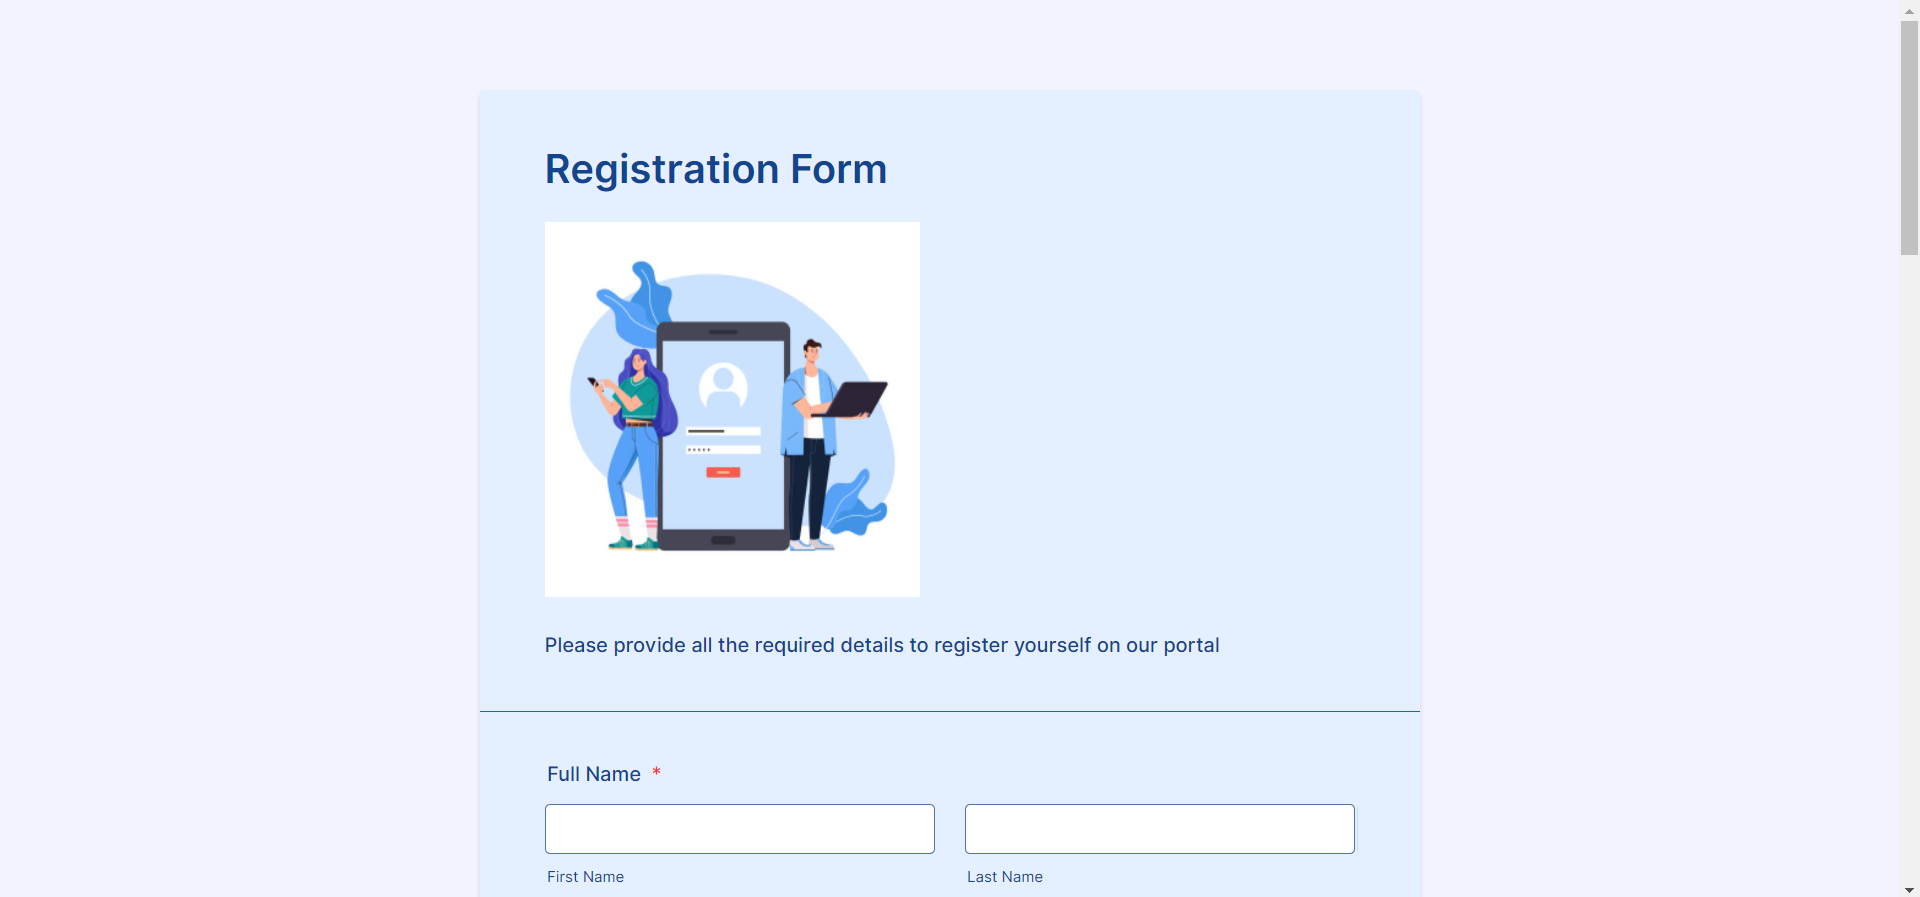 Registration Form
Please provide all the required details to register yourself on our portal
Full Name *
First Name
Last Name